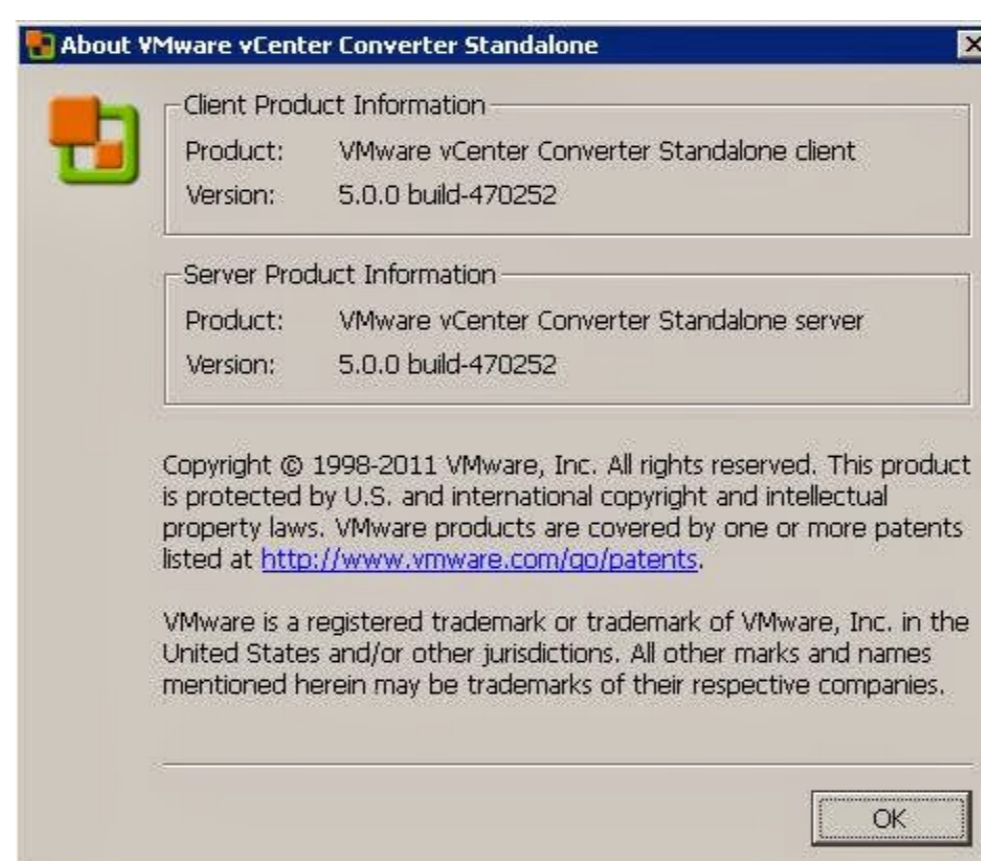 About VMware vCenter Converter Standalone
Client Product Information
Product: VMware vCenter Converter Standalone client
Version: 5.0.0 build-470252
Server Product Information
Product: VMware vCenter Converter Standalone server
Version: 5.0.0 build-470252
Copyright © 1998-2011 VMware, Inc. All rights reserved. This product
is protected by U.S. and international copyright and intellectual
property laws. VMware products are covered by one or more patents
listed at http://www.vmware.com/go/patents.
VMware is a registered trademark or trademark of VMware, Inc. in the
United States and/or other jurisdictions. All other marks and names
mentioned herein may be trademarks of their respective companies.
OK